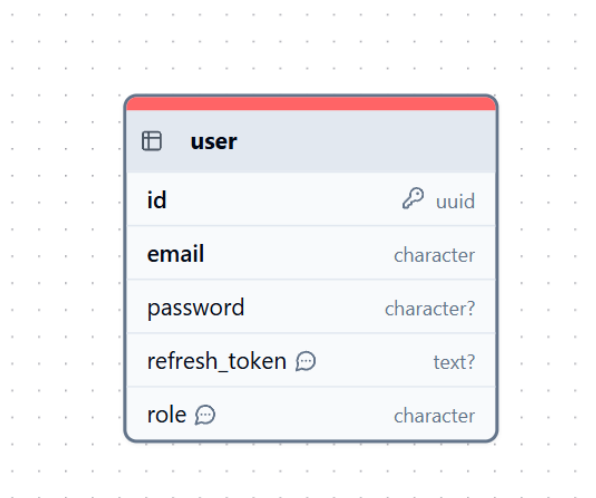 user
id uuid
email character
password character?
refresh_token text?
role character